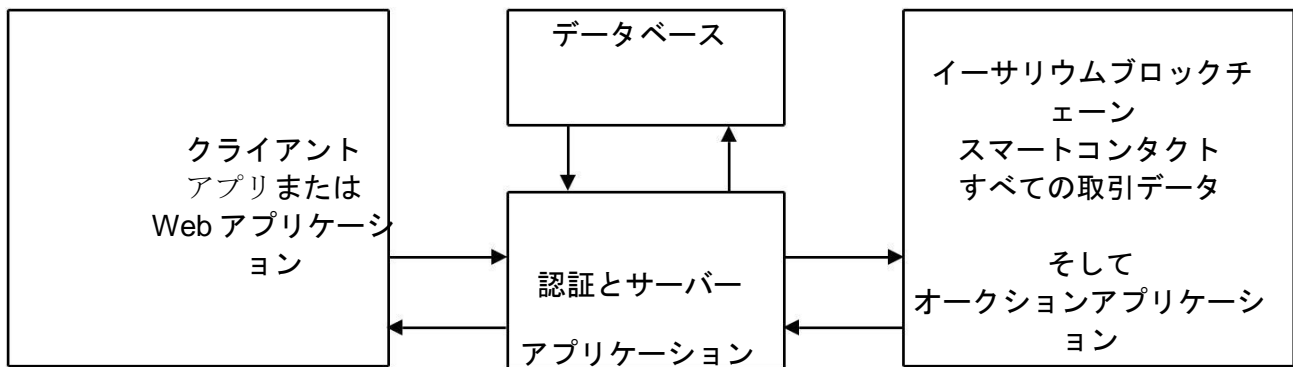 クライアント
アプリまたは
Web アプリケーシ
ョン
データベース
認証とサーバー
アプリケーション
イーサリウムブロックチ
ェーン
スマートコンタクト
すべての取引データ
そして
オークションアプリケーシ
ョン